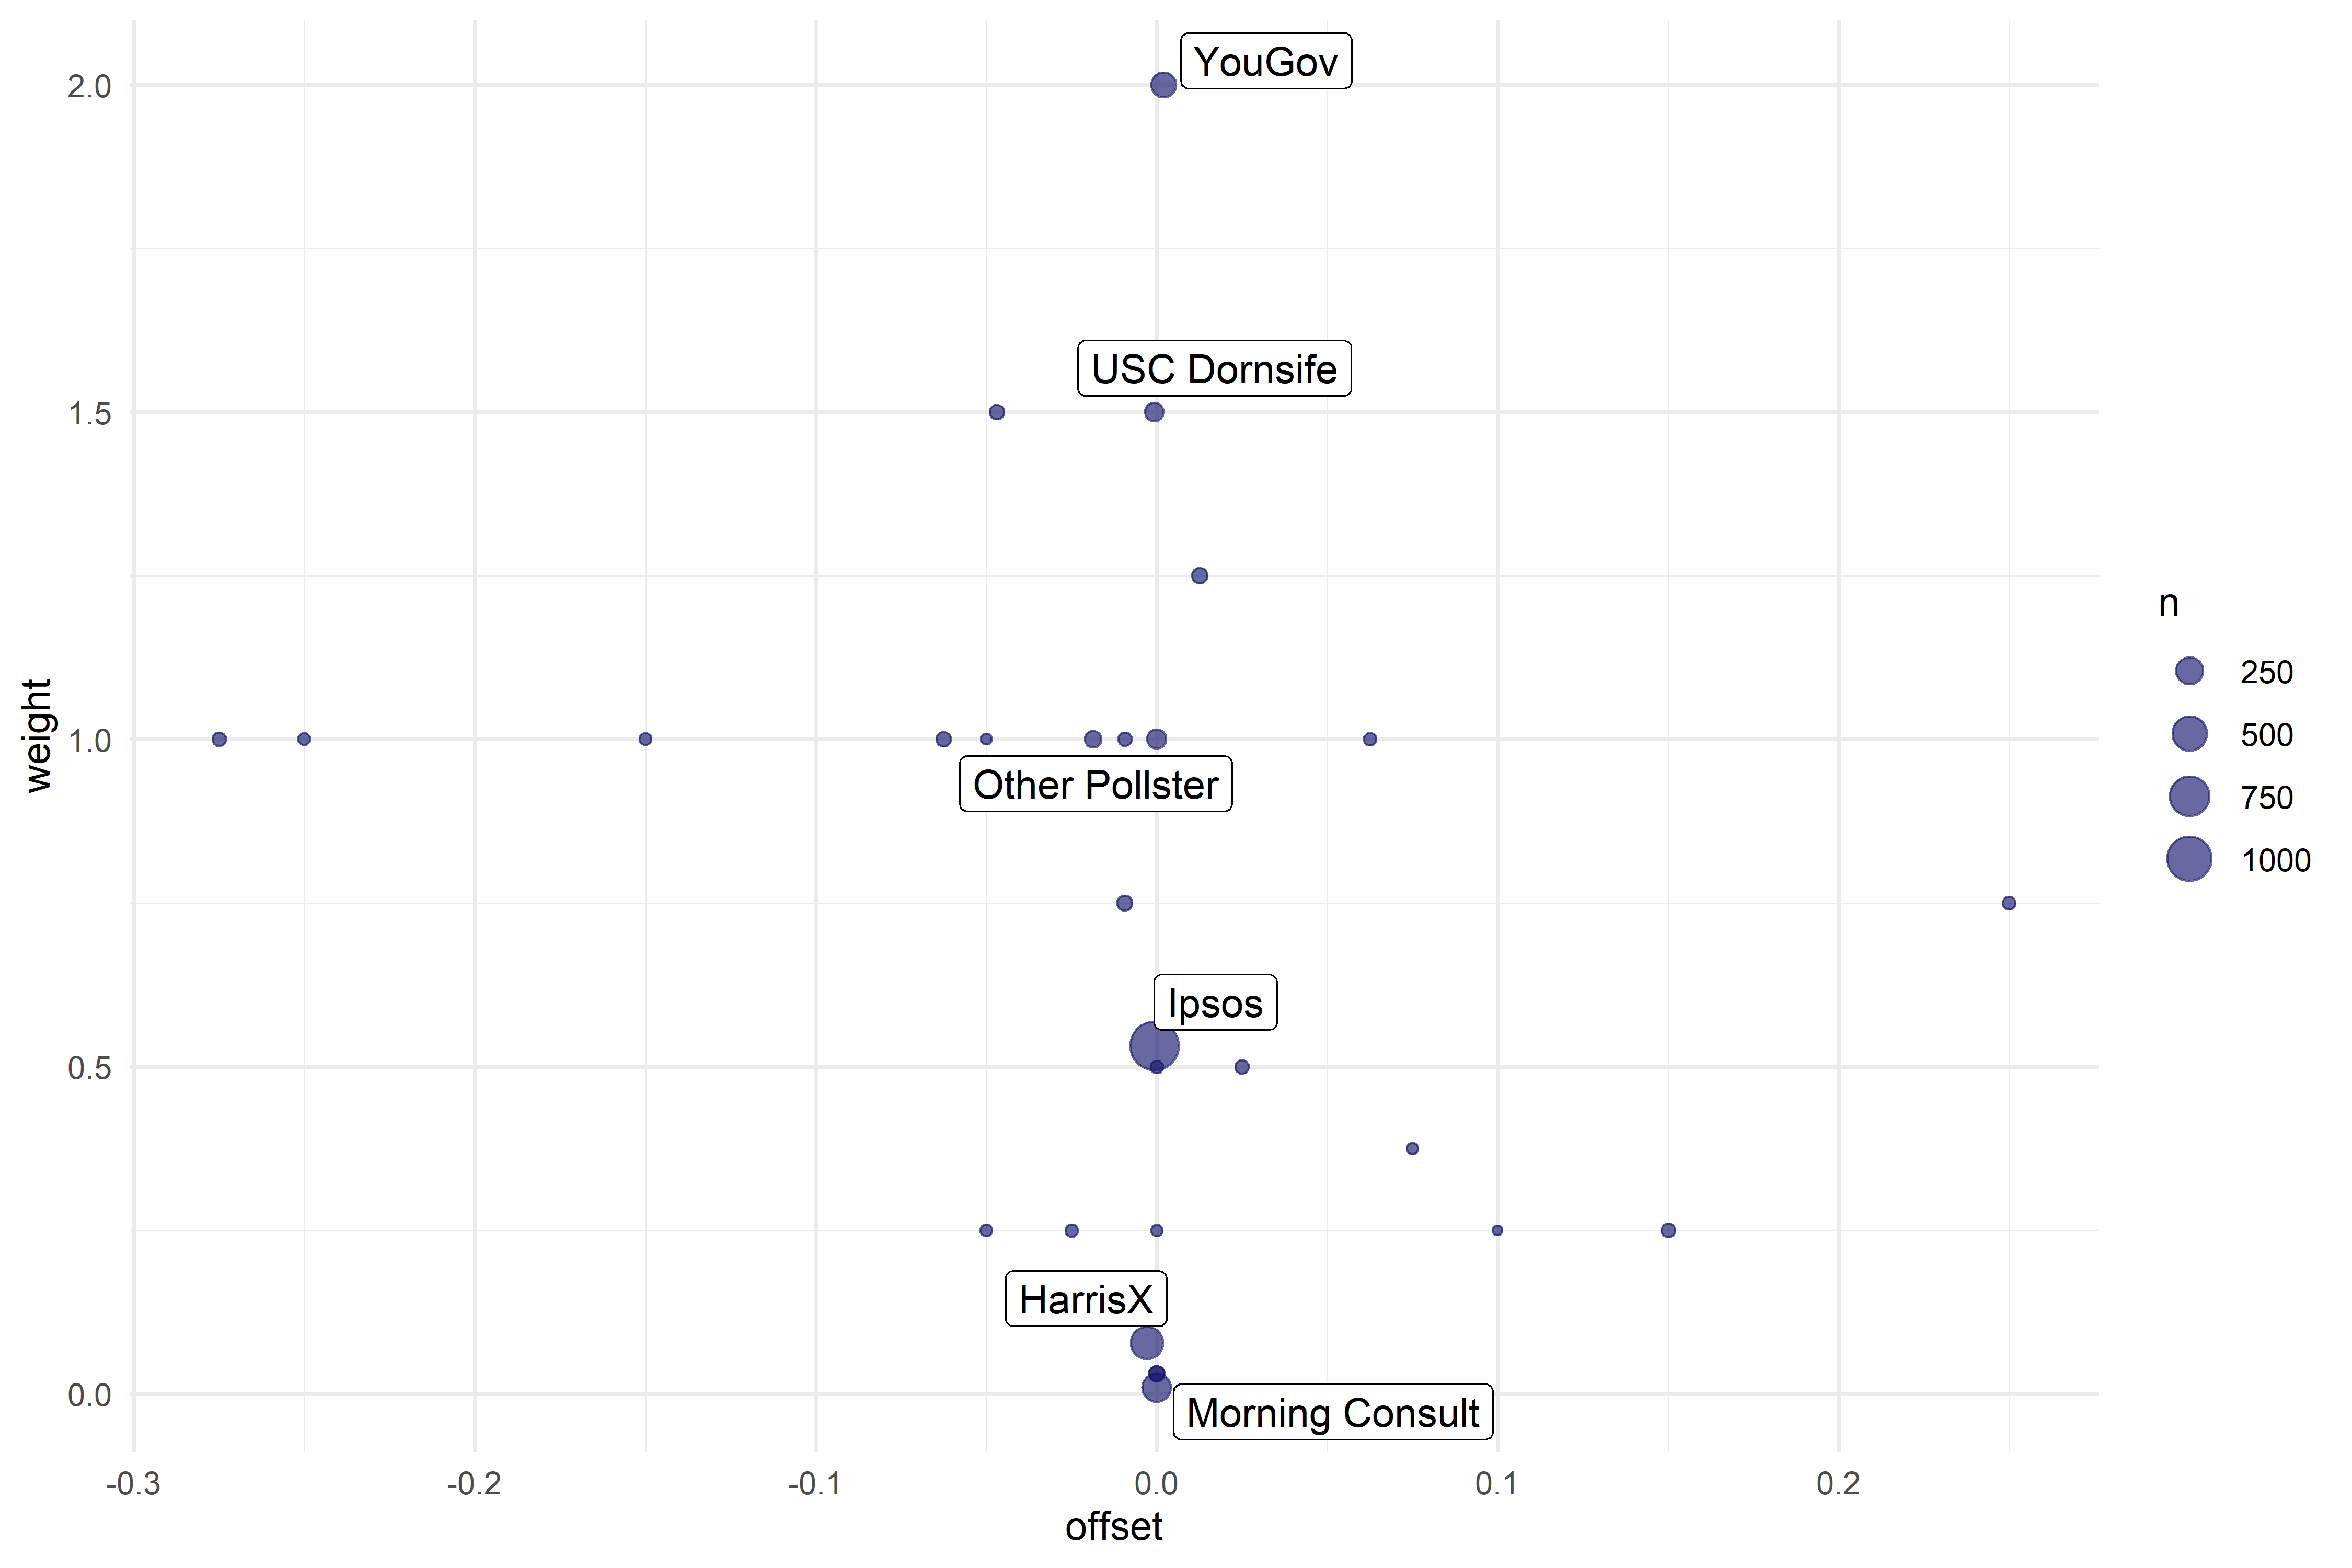 YouGov
2.0
USC Dornsife
1.5
1.0
Other Pollster
Ipsos
0.5
HarrisX
0.0
Morning Consult
-0.3 -0.2 -0.1 0.0 0.1 0.2
offset
weight
n
250
500
750
1000